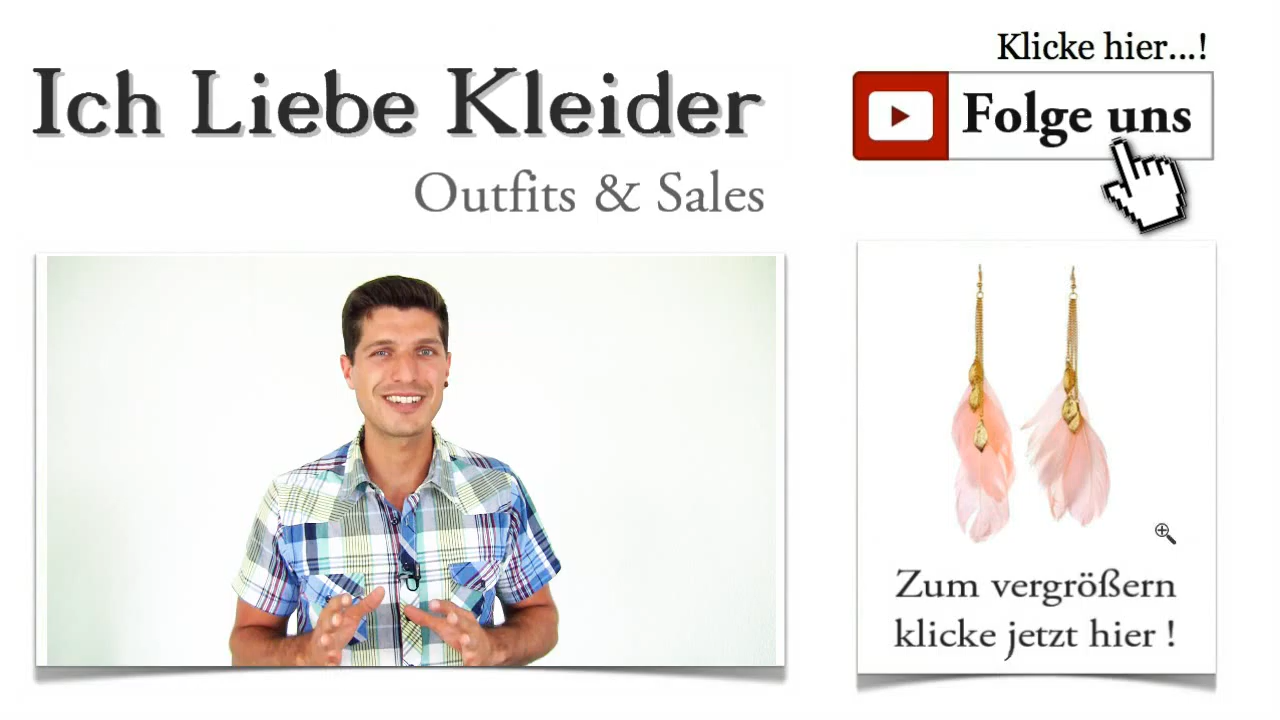 Ich Liebe Kleider
Outfits & Sales
Klicke hier...!
Folge uns
Zum vergrößern
klicke jetzt hier !